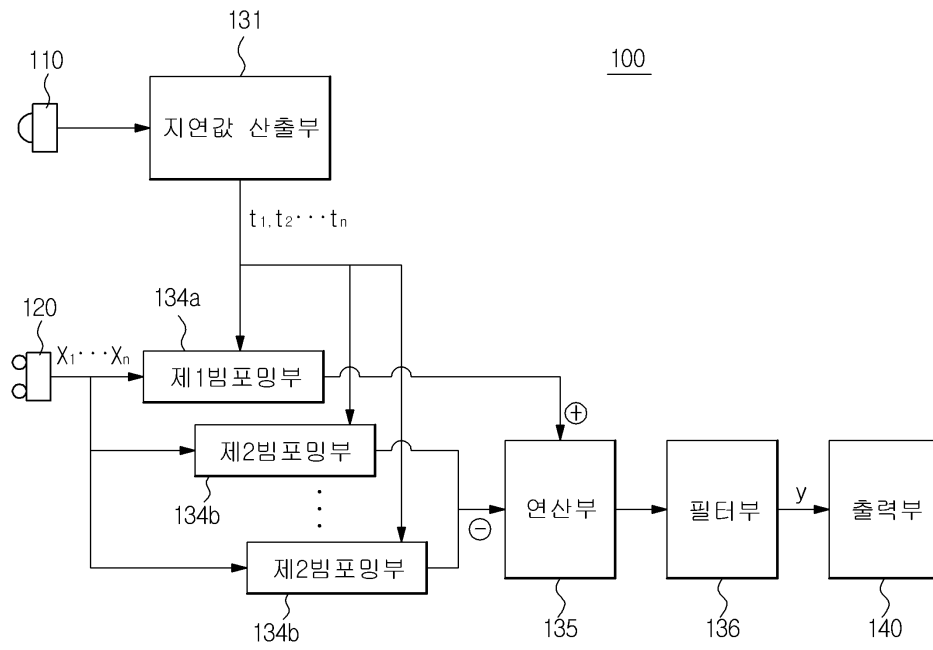 131
110
100
지연값 산출부
t₁,t₂···tₙ
134a
120
X₁···Xₙ
제1빔포밍부
⊕
제2빔포밍부
134b
연산부
필터부
y
출력부
⊖
제2빔포밍부
134b
135
136
140